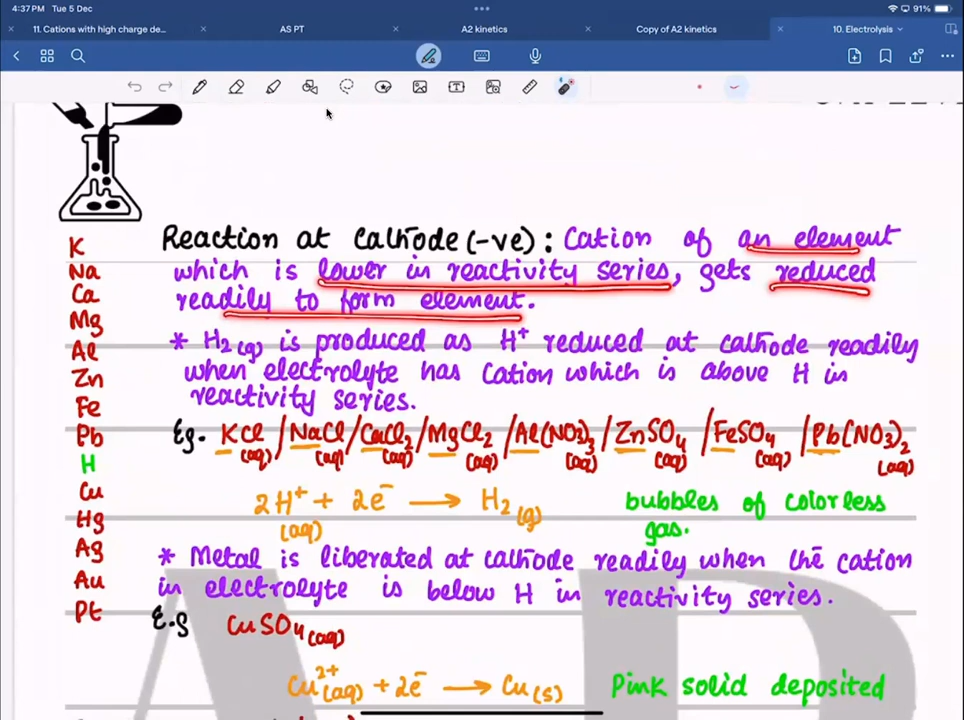 4:37 PM Tue 5 Dec
91%
11. Cations with high charge de...
AS PT
A2 kinetics
Copy of A2 kinetics
10. Electrolysis
K
Na
Ca
Mg
Al
Zn
Fe
Pb
H
Cu
Hg
Ag
Au
Pt
Reaction at Cathode (-ve) : Cation of an element
which is lower in reactivity series, gets reduced
readily to form element.
* H₂(g) is produced as H⁺ reduced at cathode readily
when electrolyte has cation which is above H in
reactivity series.
Eg. KCl (aq) / NaCl (aq) / CaCl₂ (aq) / MgCl₂ (aq) / Al(NO₃)₃ (aq) / ZnSO₄ (aq) / FeSO₄ (aq) / Pb(NO₃)₂ (aq)
2H⁺ (aq) + 2e⁻ → H₂ (g) bubbles of colorless
gas.
* Metal is liberated at cathode readily when the cation
in electrolyte is below H in reactivity series.
E.g CuSO₄(aq)
Cu²⁺(aq) + 2e⁻ → Cu(s) Pink solid deposited